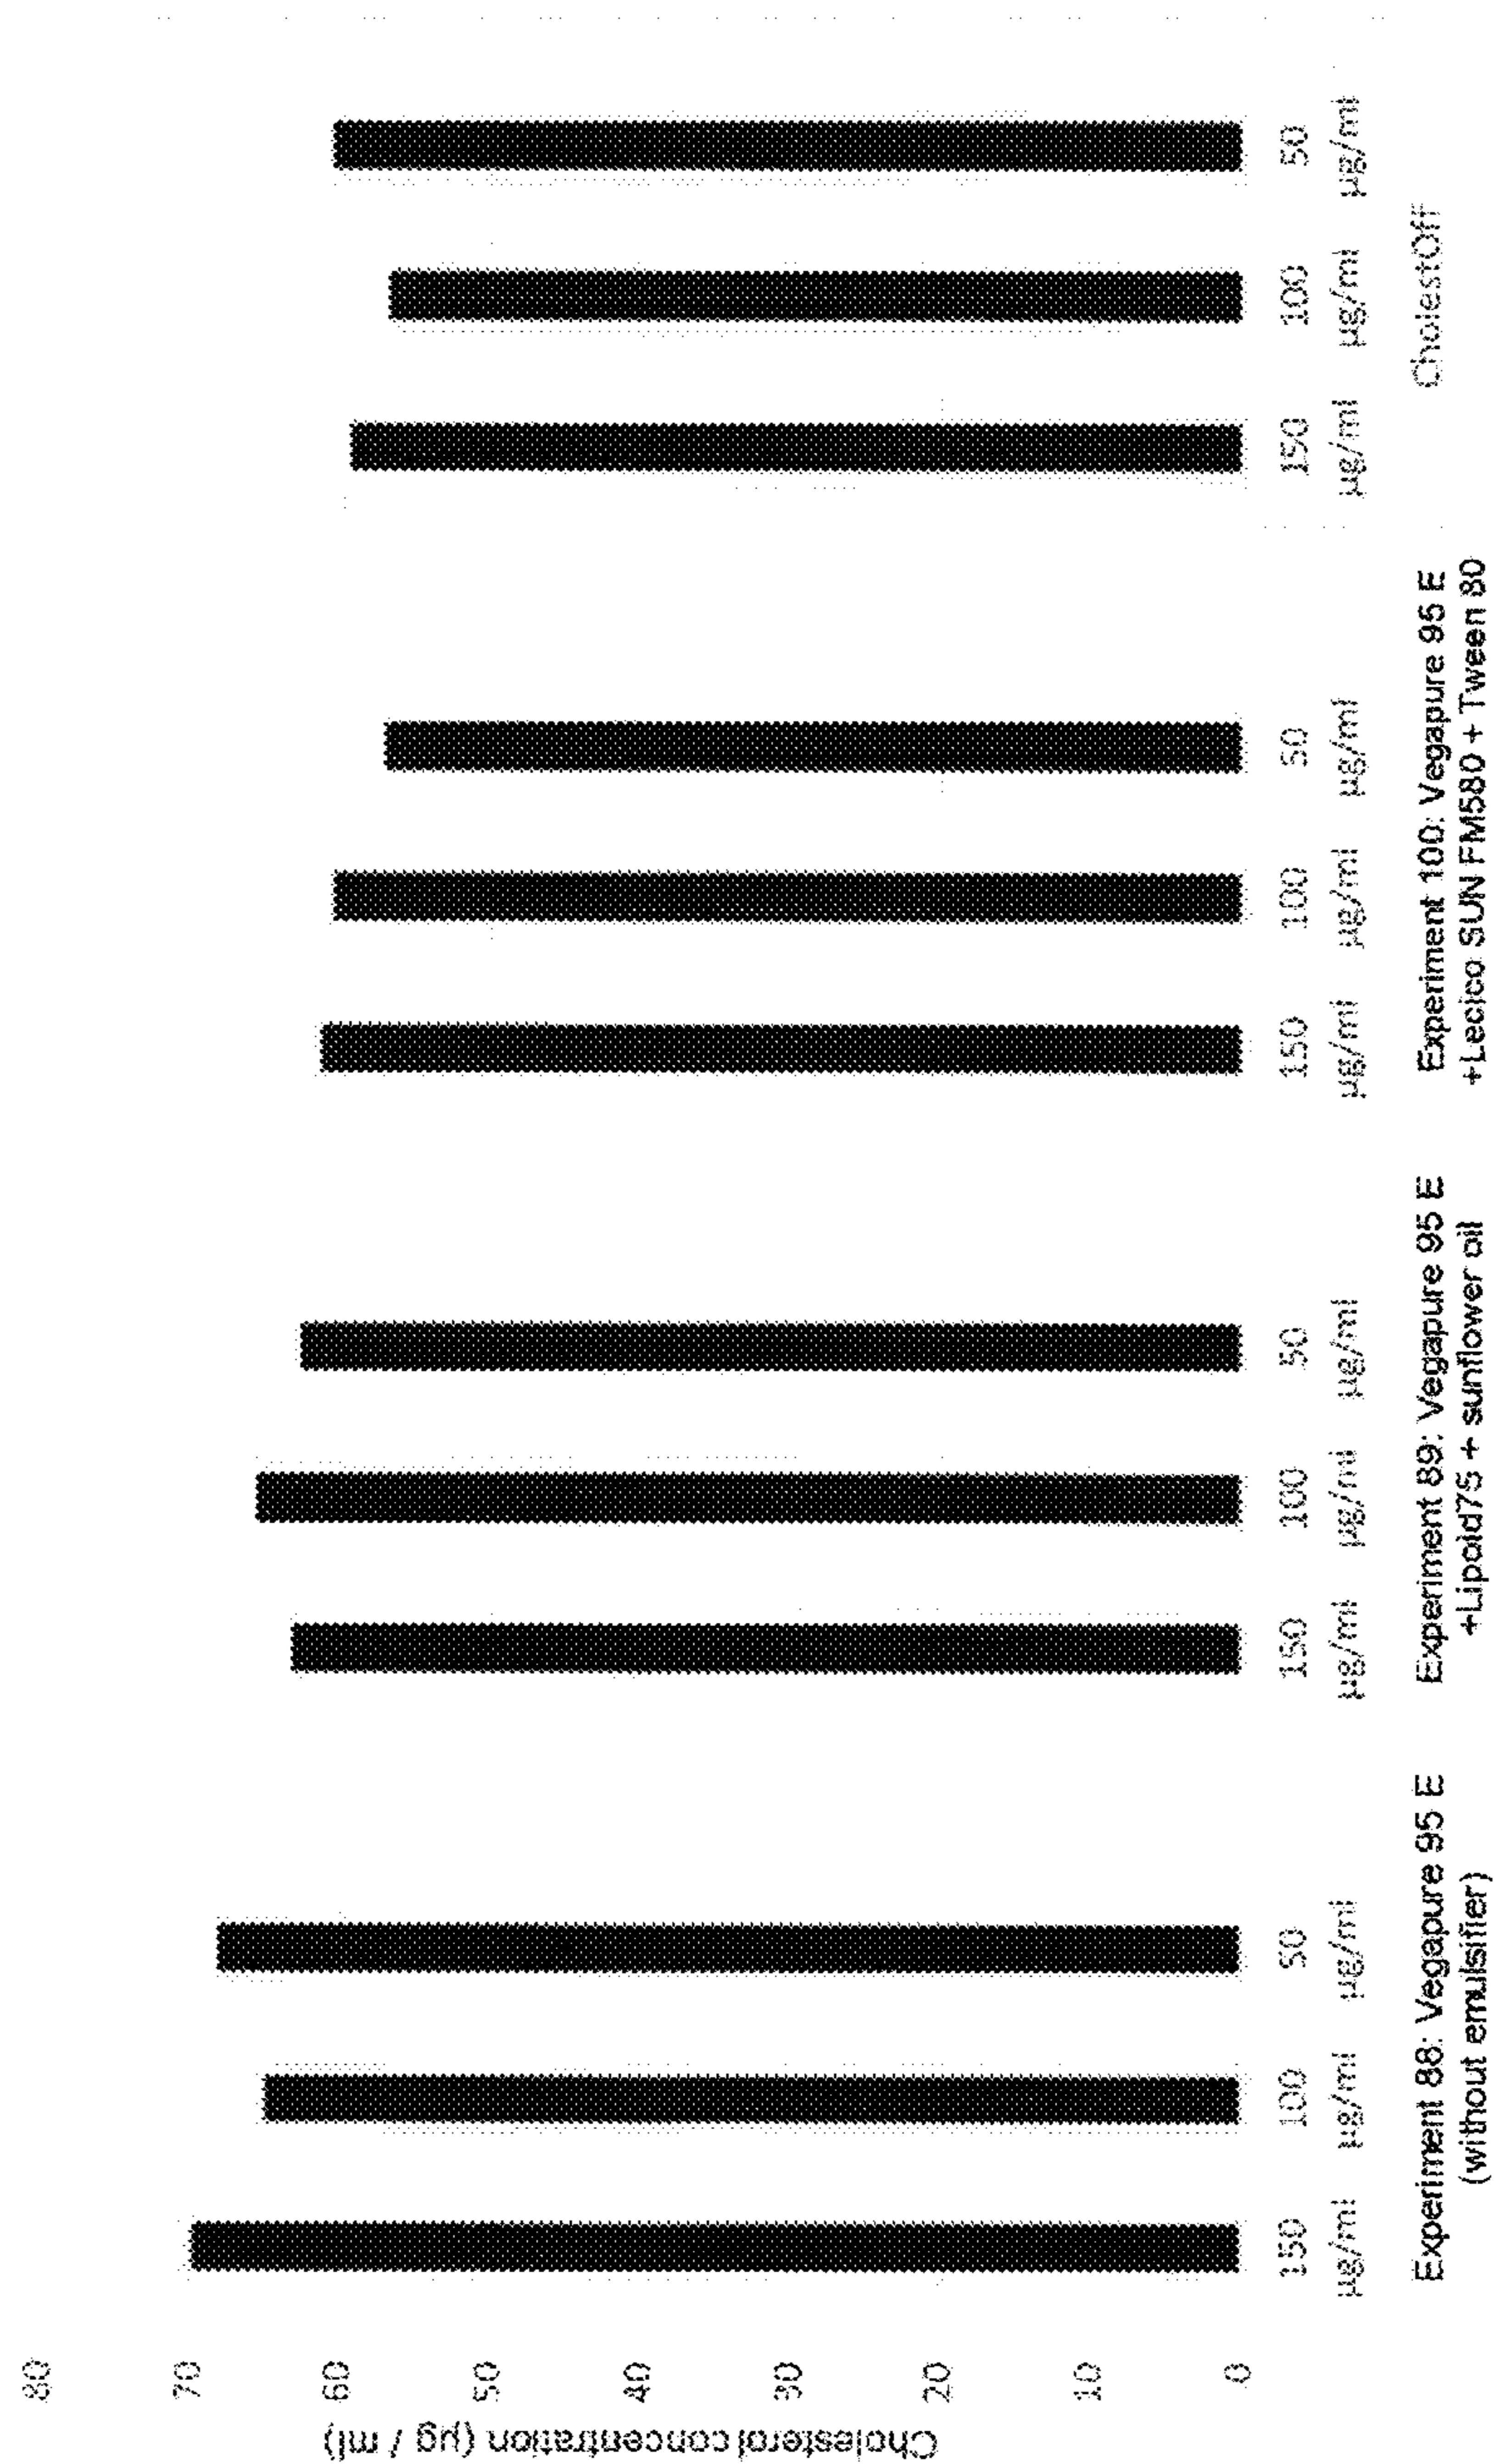 Cholesterol concentration (µg / ml)
80
70
60
50
40
30
20
10
0
150 100 50 150 100 50 150 100 50 150 100 50
µg/ml µg/ml µg/ml µg/ml µg/ml µg/ml µg/ml µg/ml µg/ml µg/ml µg/ml µg/ml
Experiment 88: Vegapure 95 E
(without emulsifier)
Experiment 89: Vegapure 95 E
+Lipoid75 + sunflower oil
Experiment 100: Vegapure 95 E
+Lecico SUN FM580 + Tween 80
CholestOff